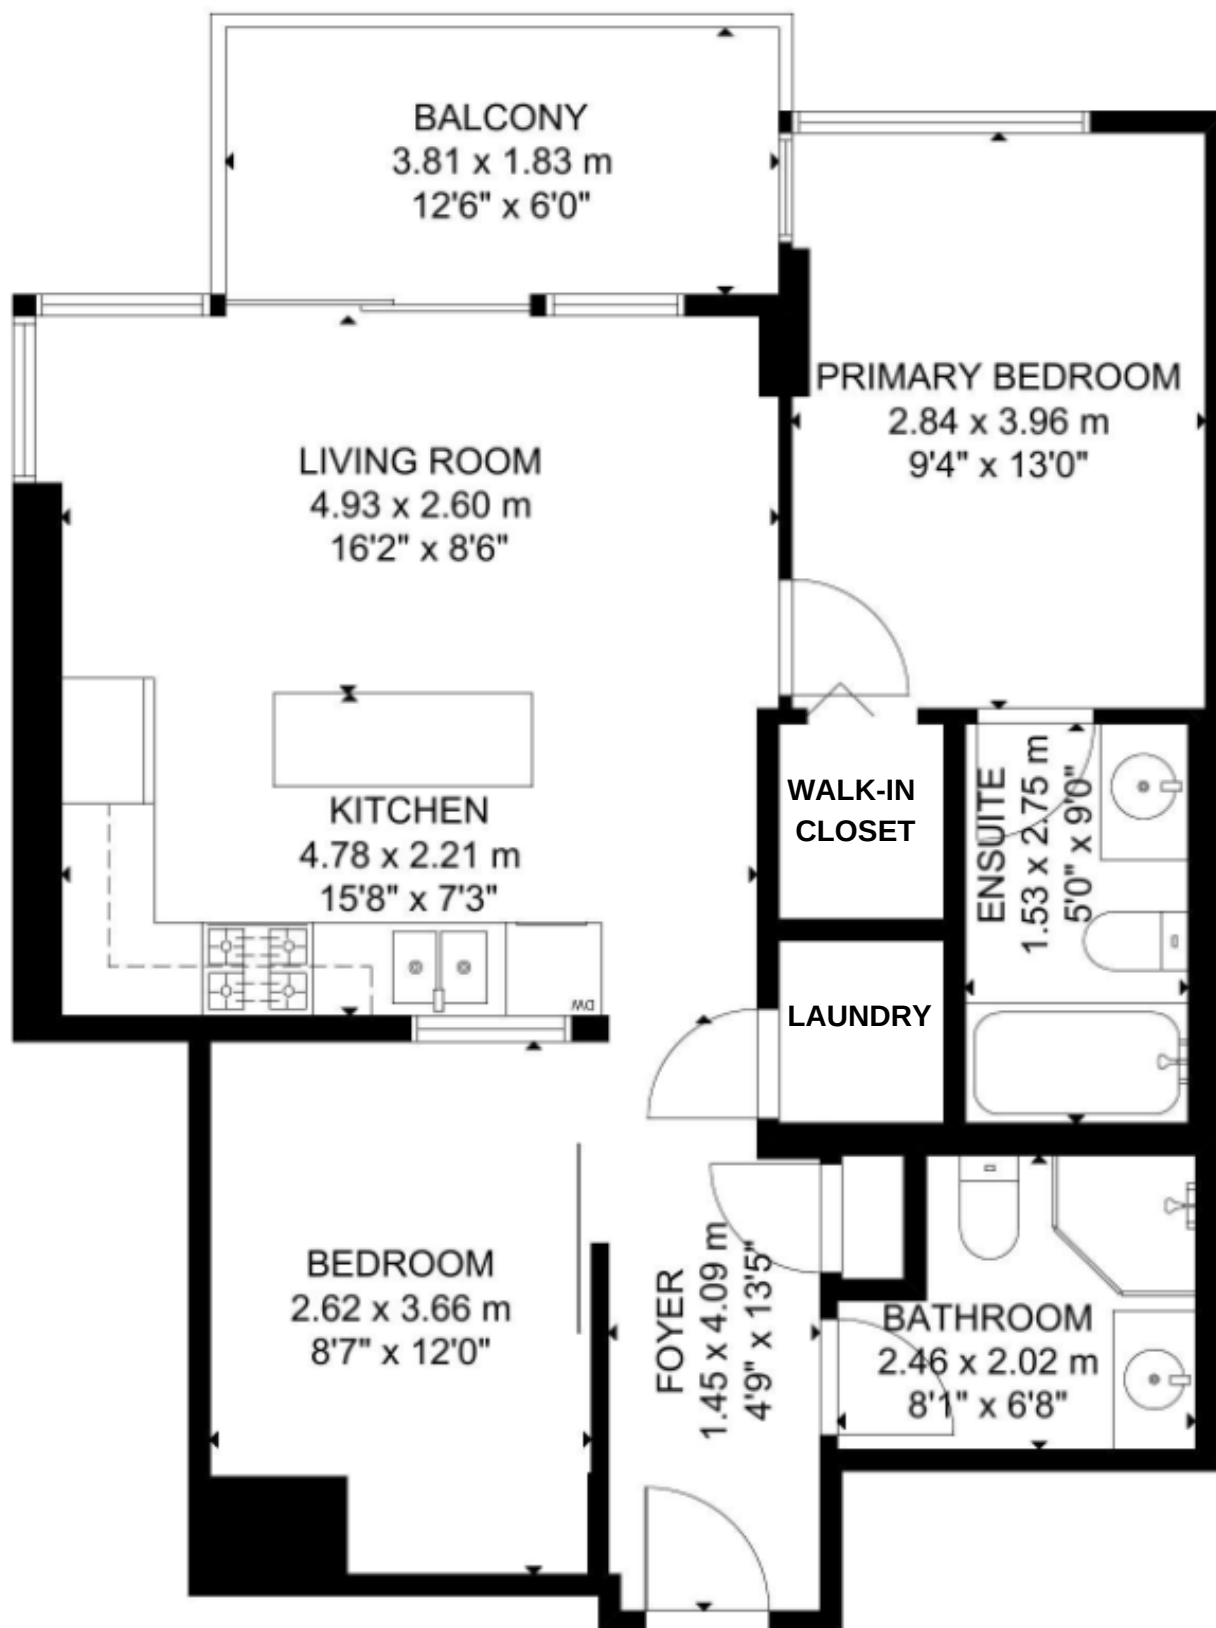 BALCONY
3.81 x 1.83 m
12'6" x 6'0"
PRIMARY BEDROOM
2.84 x 3.96 m
9'4" x 13'0"
LIVING ROOM
4.93 x 2.60 m
16'2" x 8'6"
KITCHEN
4.78 x 2.21 m
15'8" x 7'3"
WALK-IN
CLOSET
ENSUITE
1.53 x 2.75 m
5'0" x 9'0"
DW
LAUNDRY
BEDROOM
2.62 x 3.66 m
8'7" x 12'0"
FOYER
1.45 x 4.09 m
4'9" x 13'5"
BATHROOM
2.46 x 2.02 m
8'1" x 6'8"